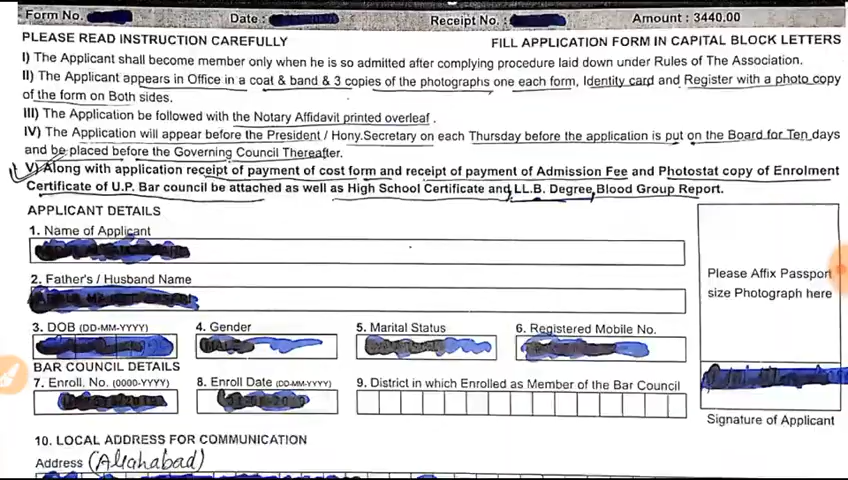 Form No. Date : Receipt No. : Amount : 3440.00
PLEASE READ INSTRUCTION CAREFULLY FILL APPLICATION FORM IN CAPITAL BLOCK LETTERS
I) The Applicant shall become member only when he is so admitted after complying procedure laid down under Rules of The Association.
II) The Applicant appears in Office in a coat & band & 3 copies of the photographs one each form, Identity card and Register with a photo copy
of the form on Both sides.
III) The Application be followed with the Notary Affidavit printed overleaf .
IV) The Application will appear before the President / Hony.Secretary on each Thursday before the application is put on the Board for Ten days
and be placed before the Governing Council Thereafter.
V) Along with application receipt of payment of cost form and receipt of payment of Admission Fee and Photostat copy of Enrolment
Certificate of U.P. Bar council be attached as well as High School Certificate and LL.B. Degree, Blood Group Report.
APPLICANT DETAILS
1. Name of Applicant
2. Father's / Husband Name
Please Affix Passport
size Photograph here
3. DOB (DD-MM-YYYY) 4. Gender 5. Marital Status 6. Registered Mobile No.
BAR COUNCIL DETAILS
7. Enroll. No. (0000-YYYY) 8. Enroll Date (DD-MM-YYYY) 9. District in which Enrolled as Member of the Bar Council
Signature of Applicant
10. LOCAL ADDRESS FOR COMMUNICATION
Address (Allahabad)